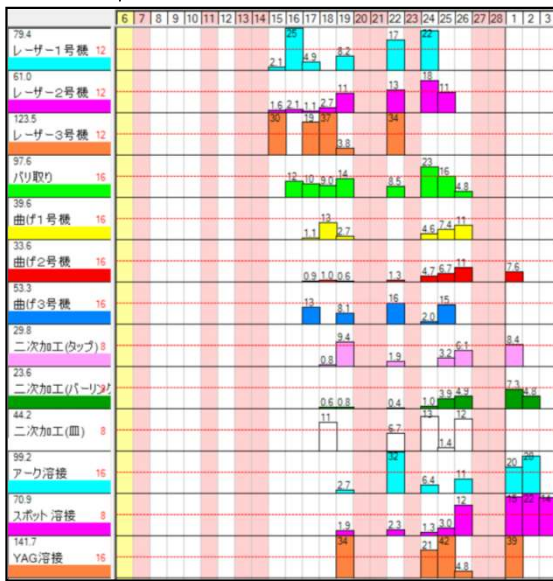 6 7 8 9 10 11 12 13 14 15 16 17 18 19 20 21 22 23 24 25 26 27 28 1 2 3
79.4
レーザー1号機 12
2.1 25 4.9 8.2 17 22
61.0
レーザー2号機 12
1.6 2.1 1.1 2.7 11 13 18 11
123.5
レーザー3号機 12
30 19 37 3.8 34
97.6
バリ取り 16
12 10 9.0 14 8.5 23 16 4.8
39.6
曲げ1号機 16
1.1 13 2.7 4.6 7.4 11
33.6
曲げ2号機 16
0.9 1.0 0.6 1.3 4.7 6.7 11 7.6
53.3
曲げ3号機 16
13 8.1 16 2.0 15
29.8
二次加工(タップ) 8
0.8 9.4 1.9 3.2 6.1 8.4
23.6
二次加工(バーリング
0.6 0.8 0.4 1.0 3.9 4.9 7.3 4.8
44.2
二次加工(皿) 8
11 6.7 13 1.4 12
99.2
アーク溶接 16
2.7 32 6.4 11 20 26
70.9
スポット溶接 8
1.9 2.3 1.3 3.0 12 22
141.7
YAG溶接 16
34 21 42 4.8 39